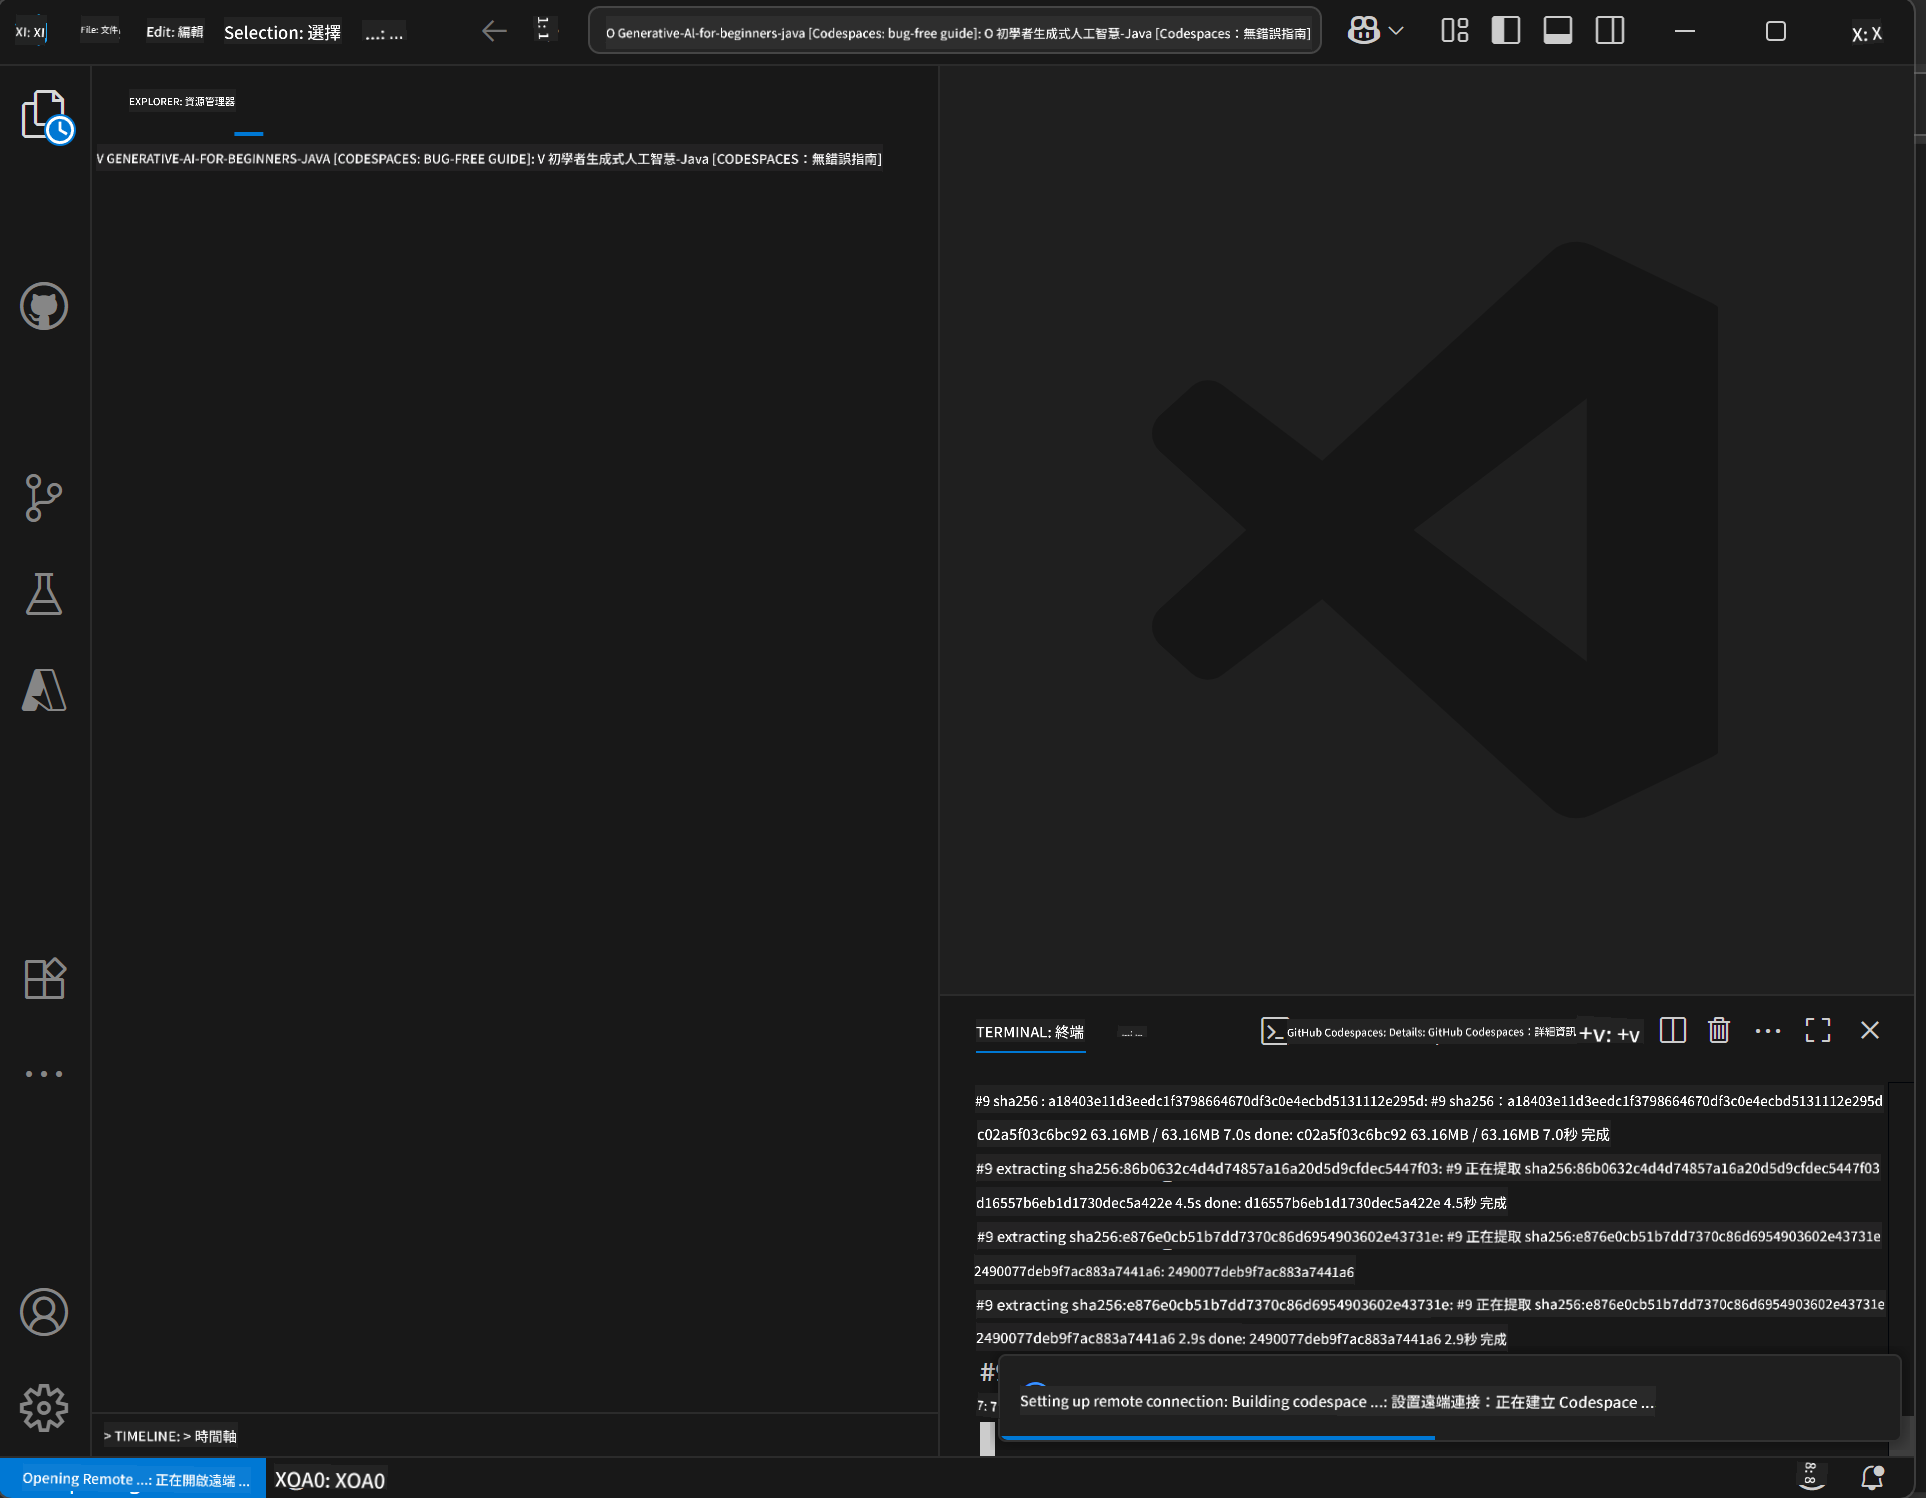 XI: XI
File: 文件
Edit: 編輯
Selection: 選擇
...: ...
1:1
O Generative-Al-for-beginners-java [Codespaces: bug-free guide]: O 初學者生成式人工智慧-Java [Codespaces：無錯誤指南]
X: X
EXPLORER: 資源管理器
V GENERATIVE-AI-FOR-BEGINNERS-JAVA [CODESPACES: BUG-FREE GUIDE]: V 初學者生成式人工智慧-Java [CODESPACES：無錯誤指南]
TERMINAL: 終端
...: ...
GitHub Codespaces: Details: GitHub Codespaces：詳細資訊
+v: +v
#9 sha256 : a18403e11d3eedc1f3798664670df3c0e4ecbd5131112e295d: #9 sha256：a18403e11d3eedc1f3798664670df3c0e4ecbd5131112e295d
c02a5f03c6bc92 63.16MB / 63.16MB 7.0s done: c02a5f03c6bc92 63.16MB / 63.16MB 7.0秒 完成
#9 extracting sha256:86b0632c4d4d74857a16a20d5d9cfdec5447f03: #9 正在提取 sha256:86b0632c4d4d74857a16a20d5d9cfdec5447f03
d16557b6eb1d1730dec5a422e 4.5s done: d16557b6eb1d1730dec5a422e 4.5秒 完成
#9 extracting sha256:e876e0cb51b7dd7370c86d6954903602e43731e: #9 正在提取 sha256:e876e0cb51b7dd7370c86d6954903602e43731e
2490077deb9f7ac883a7441a6: 2490077deb9f7ac883a7441a6
#9 extracting sha256:e876e0cb51b7dd7370c86d6954903602e43731e: #9 正在提取 sha256:e876e0cb51b7dd7370c86d6954903602e43731e
2490077deb9f7ac883a7441a6 2.9s done: 2490077deb9f7ac883a7441a6 2.9秒 完成
#9
7: 7
Setting up remote connection: Building codespace ...: 設置遠端連接：正在建立 Codespace ...
> TIMELINE: > 時間軸
Opening Remote ...: 正在開啟遠端 ...
XOA0: XOA0
8:8